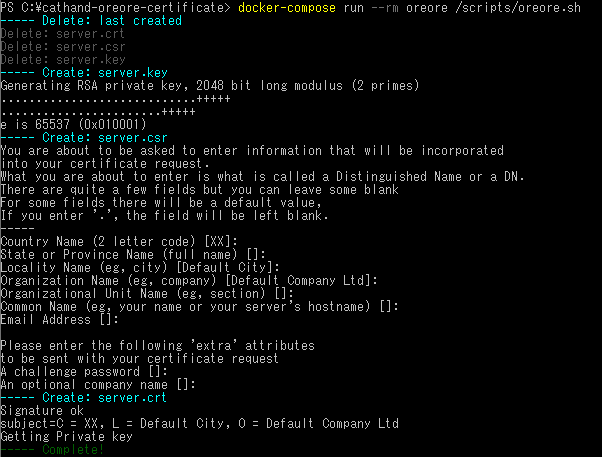 PS C:¥cathand-oreore-certificate> docker-compose run --rm oreore /scripts/oreore.sh
----- Delete: last created
Delete: server.crt
Delete: server.csr
Delete: server.key
----- Create: server.key
Generating RSA private key, 2048 bit long modulus (2 primes)
............................+++++
.......................+++++
e is 65537 (0x010001)
----- Create: server.csr
You are about to be asked to enter information that will be incorporated
into your certificate request.
What you are about to enter is what is called a Distinguished Name or a DN.
There are quite a few fields but you can leave some blank
For some fields there will be a default value,
If you enter '.', the field will be left blank.
-----
Country Name (2 letter code) [XX]:
State or Province Name (full name) []:
Locality Name (eg, city) [Default City]:
Organization Name (eg, company) [Default Company Ltd]:
Organizational Unit Name (eg, section) []:
Common Name (eg, your name or your server's hostname) []:
Email Address []:

Please enter the following 'extra' attributes
to be sent with your certificate request
A challenge password []:
An optional company name []:
----- Create: server.crt
Signature ok
subject=C = XX, L = Default City, O = Default Company Ltd
Getting Private key
----- Complete!